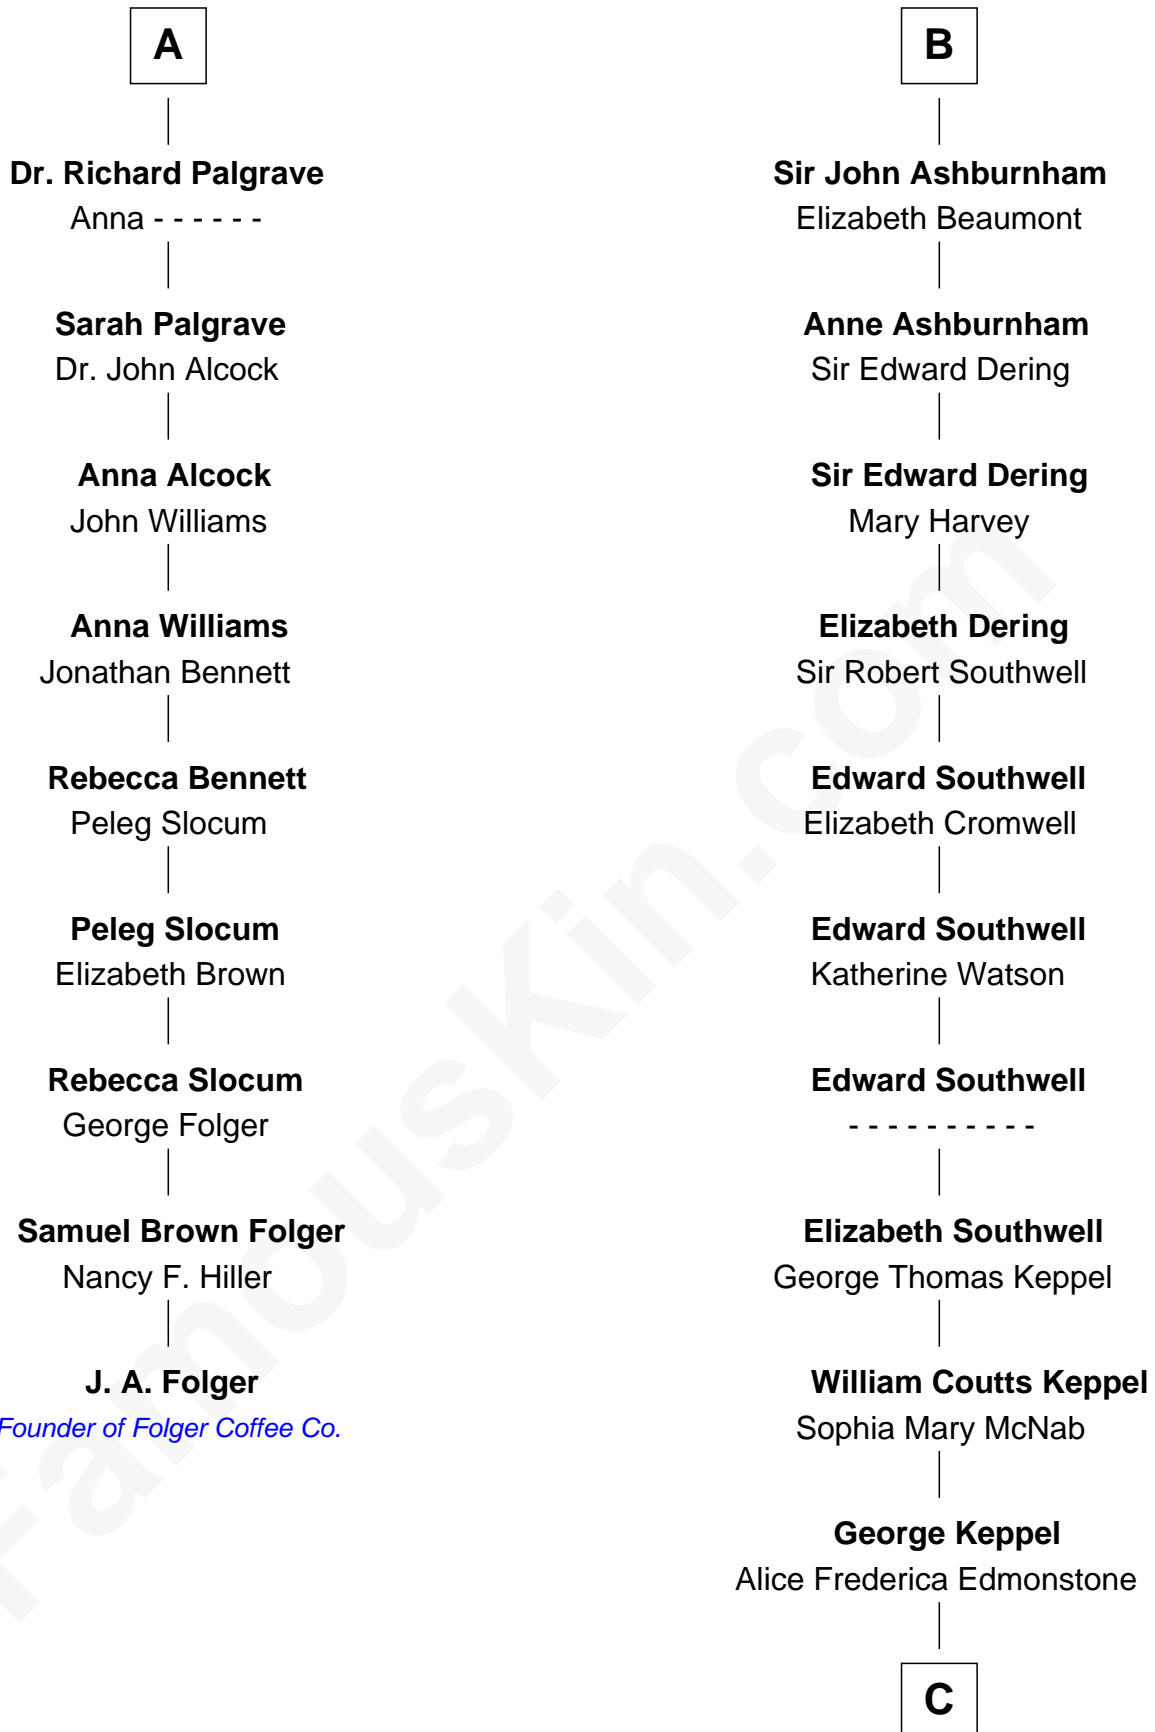 A
Dr. Richard Palgrave
Anna - - - - - -
Sarah Palgrave
Dr. John Alcock
Anna Alcock
John Williams
Anna Williams
Jonathan Bennett
Rebecca Bennett
Peleg Slocum
Peleg Slocum
Elizabeth Brown
Rebecca Slocum
George Folger
Samuel Brown Folger
Nancy F. Hiller
J. A. Folger
Founder of Folger Coffee Co.
B
Sir John Ashburnham
Elizabeth Beaumont
Anne Ashburnham
Sir Edward Dering
Sir Edward Dering
Mary Harvey
Elizabeth Dering
Sir Robert Southwell
Edward Southwell
Elizabeth Cromwell
Edward Southwell
Katherine Watson
Edward Southwell
- - - - - - - - - -
Elizabeth Southwell
George Thomas Keppel
William Coutts Keppel
Sophia Mary McNab
George Keppel
Alice Frederica Edmonstone
C
FamousKin.com